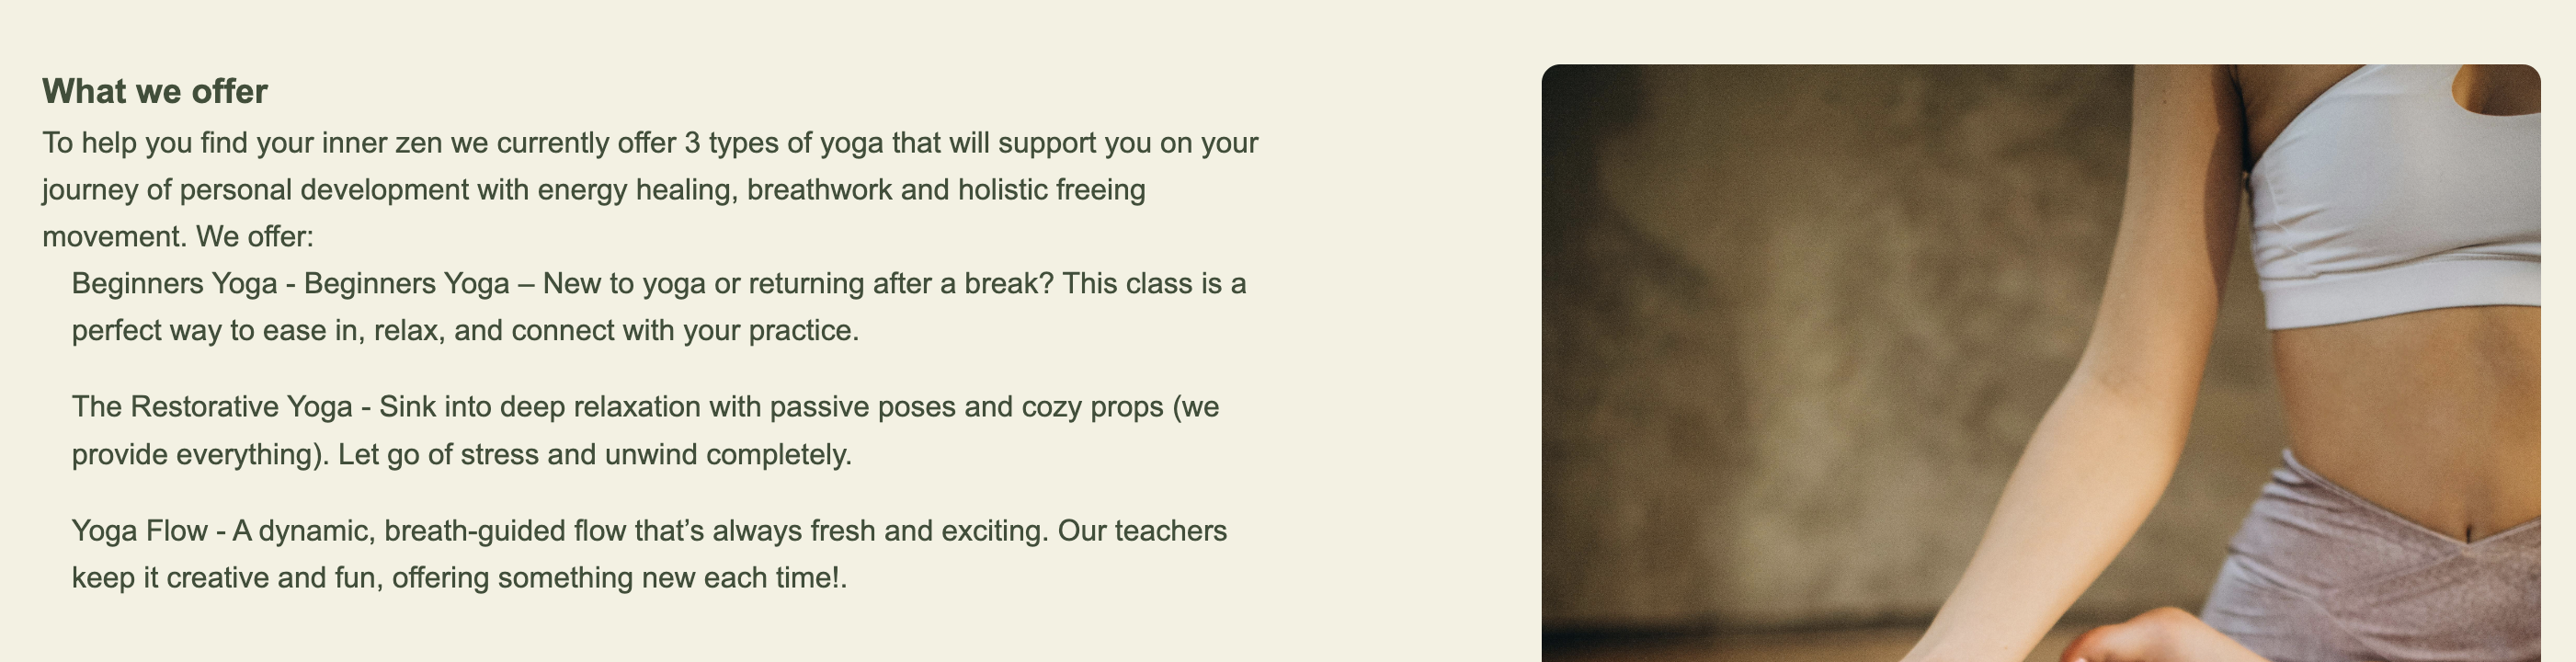 What we offer
To help you find your inner zen we currently offer 3 types of yoga that will support you on your
journey of personal development with energy healing, breathwork and holistic freeing
movement. We offer:
Beginners Yoga - Beginners Yoga – New to yoga or returning after a break? This class is a
perfect way to ease in, relax, and connect with your practice.
The Restorative Yoga - Sink into deep relaxation with passive poses and cozy props (we
provide everything). Let go of stress and unwind completely.
Yoga Flow - A dynamic, breath-guided flow that’s always fresh and exciting. Our teachers
keep it creative and fun, offering something new each time!.